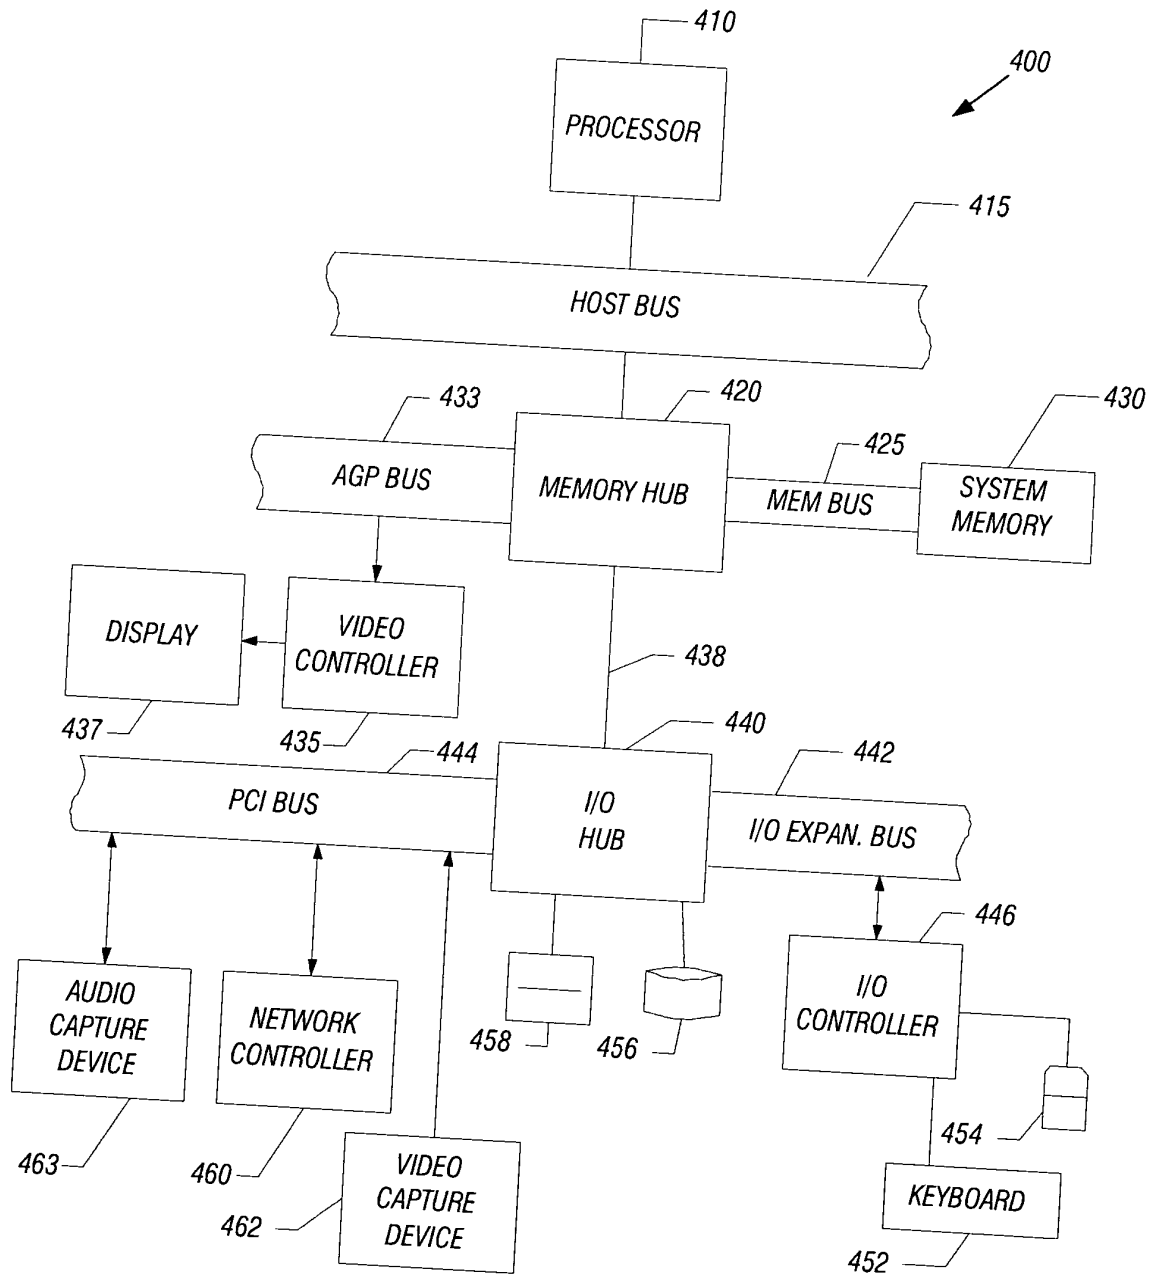 410
400
PROCESSOR
415
HOST BUS
433
420
430
425
AGP BUS
MEMORY HUB
MEM BUS
SYSTEM
MEMORY
DISPLAY
VIDEO
CONTROLLER
438
437
435
444
440
442
PCI BUS
I/O
HUB
I/O EXPAN. BUS
446
AUDIO
CAPTURE
DEVICE
NETWORK
CONTROLLER
458
456
I/O
CONTROLLER
454
463
460
462
VIDEO
CAPTURE
DEVICE
KEYBOARD
452